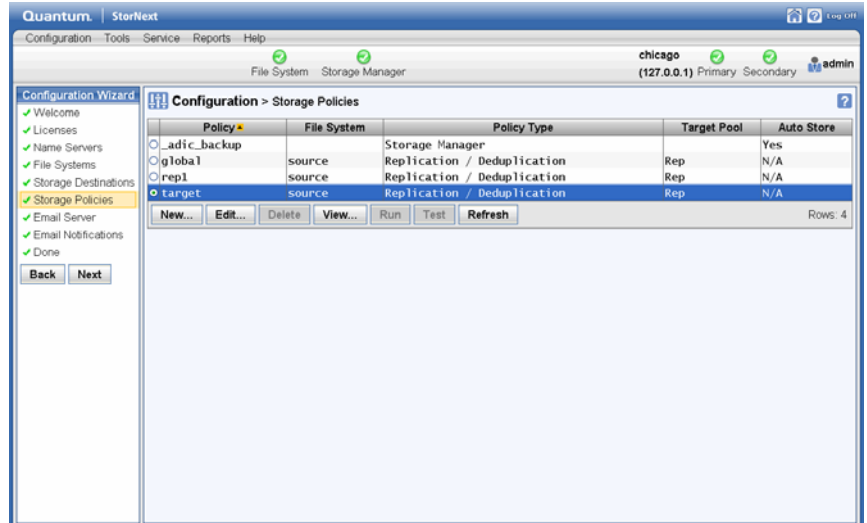 Quantum. StorNext
Log Off
Configuration Tools Service Reports Help
File System Storage Manager
chicago
(127.0.0.1) Primary Secondary
admin
Configuration Wizard
Welcome
Licenses
Name Servers
File Systems
Storage Destinations
Storage Policies
Email Server
Email Notifications
Done
Back Next
Configuration > Storage Policies
Policy File System Policy Type Target Pool Auto Store
_adic_backup Storage Manager Yes
global source Replication / Deduplication Rep N/A
rep1 source Replication / Deduplication Rep N/A
target source Replication / Deduplication Rep N/A
New... Edit... Delete View... Run Test Refresh Rows: 4